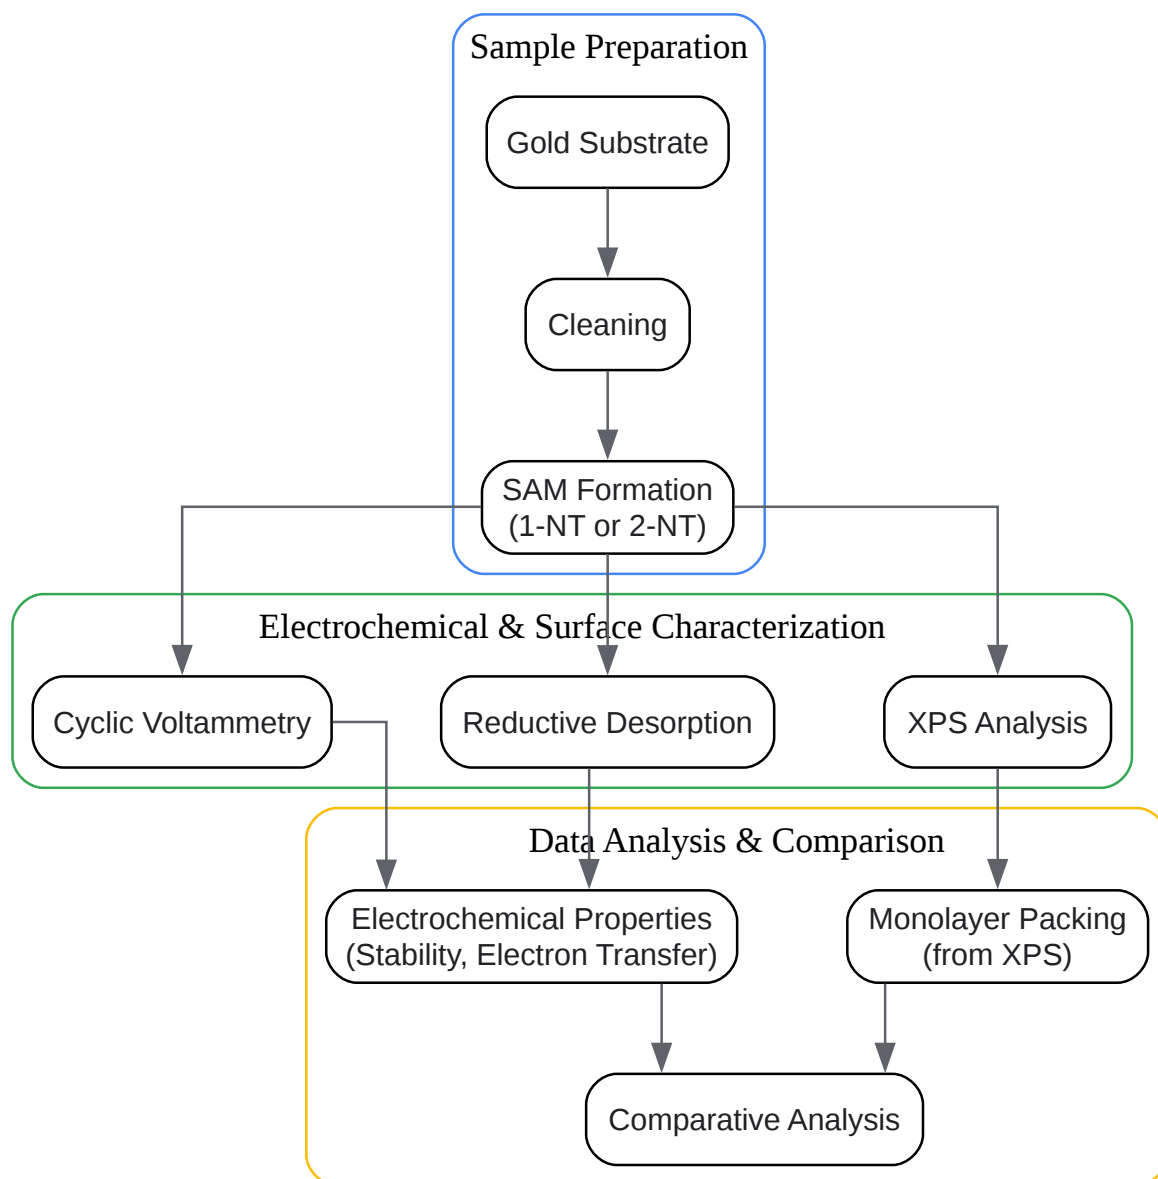 Sample Preparation
Gold Substrate
Cleaning
SAM Formation
(1-NT or 2-NT)
Electrochemical & Surface Characterization
Cyclic Voltammetry
Reductive Desorption
XPS Analysis
Data Analysis & Comparison
Electrochemical Properties
(Stability, Electron Transfer)
Monolayer Packing
(from XPS)
Comparative Analysis